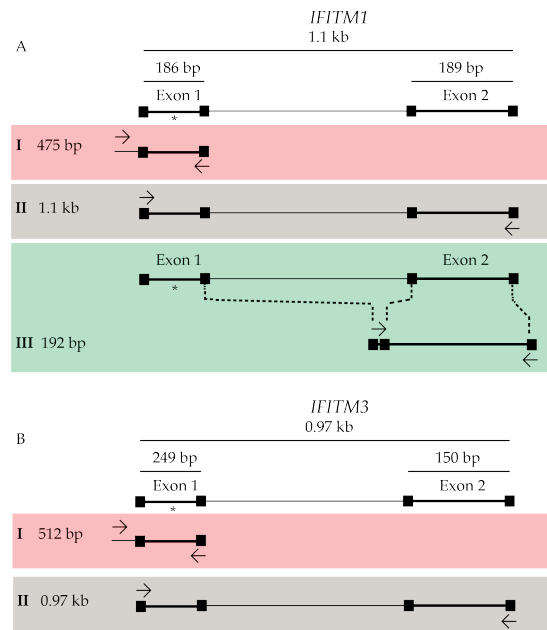 IFITM1
A
1.1 kb
186 bp 189 bp
Exon 1 Exon 2
*
I 475 bp
II 1.1 kb
Exon 1 Exon 2
*
III 192 bp
IFITM3
B
0.97 kb
249 bp 150 bp
Exon 1 Exon 2
*
I 512 bp
II 0.97 kb